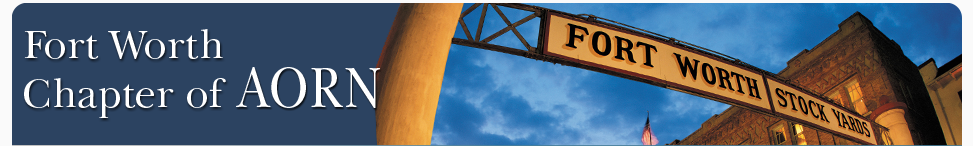 Fort Worth
Chapter of AORN
FORT WORTH STOCK YARDS